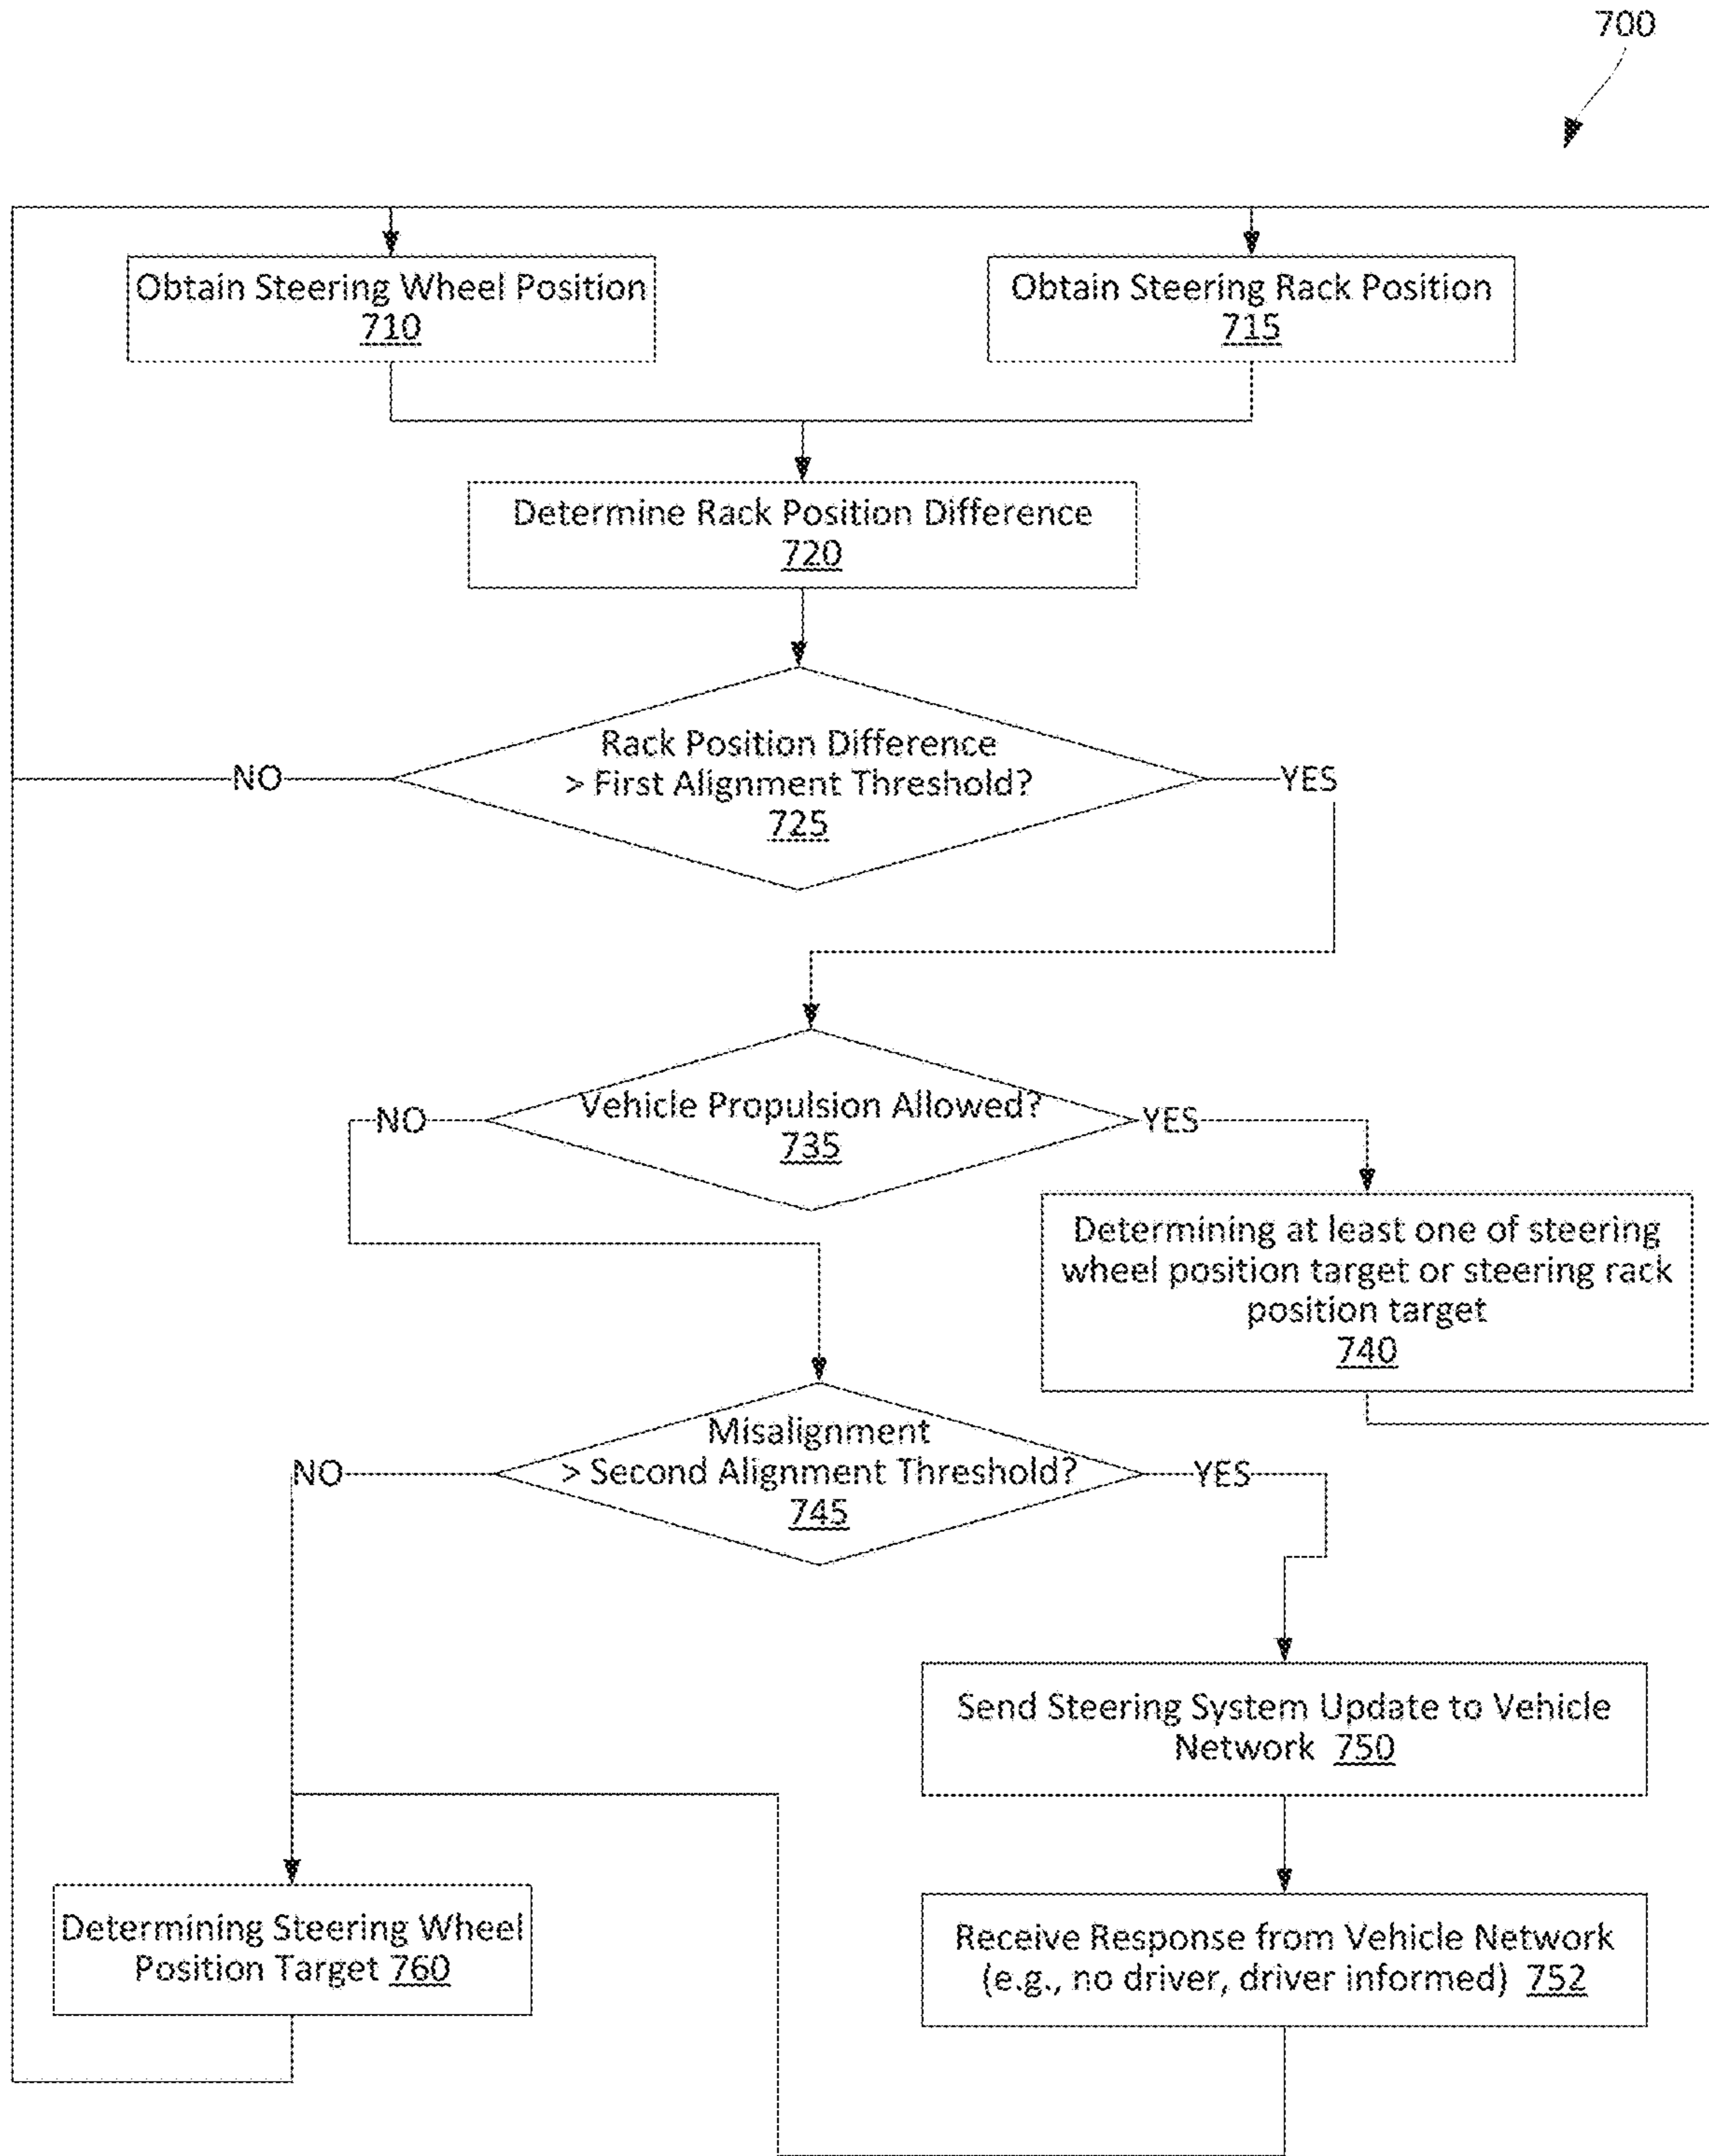 700
Obtain Steering Wheel Position
710
Obtain Steering Rack Position
715
Determine Rack Position Difference
720
Rack Position Difference
> First Alignment Threshold?
725
NO
YES
Vehicle Propulsion Allowed?
735
NO
YES
Determining at least one of steering
wheel position target or steering rack
position target
740
Misalignment
> Second Alignment Threshold?
745
NO
YES
Send Steering System Update to Vehicle
Network 750
Determining Steering Wheel
Position Target 760
Receive Response from Vehicle Network
(e.g., no driver, driver informed) 752